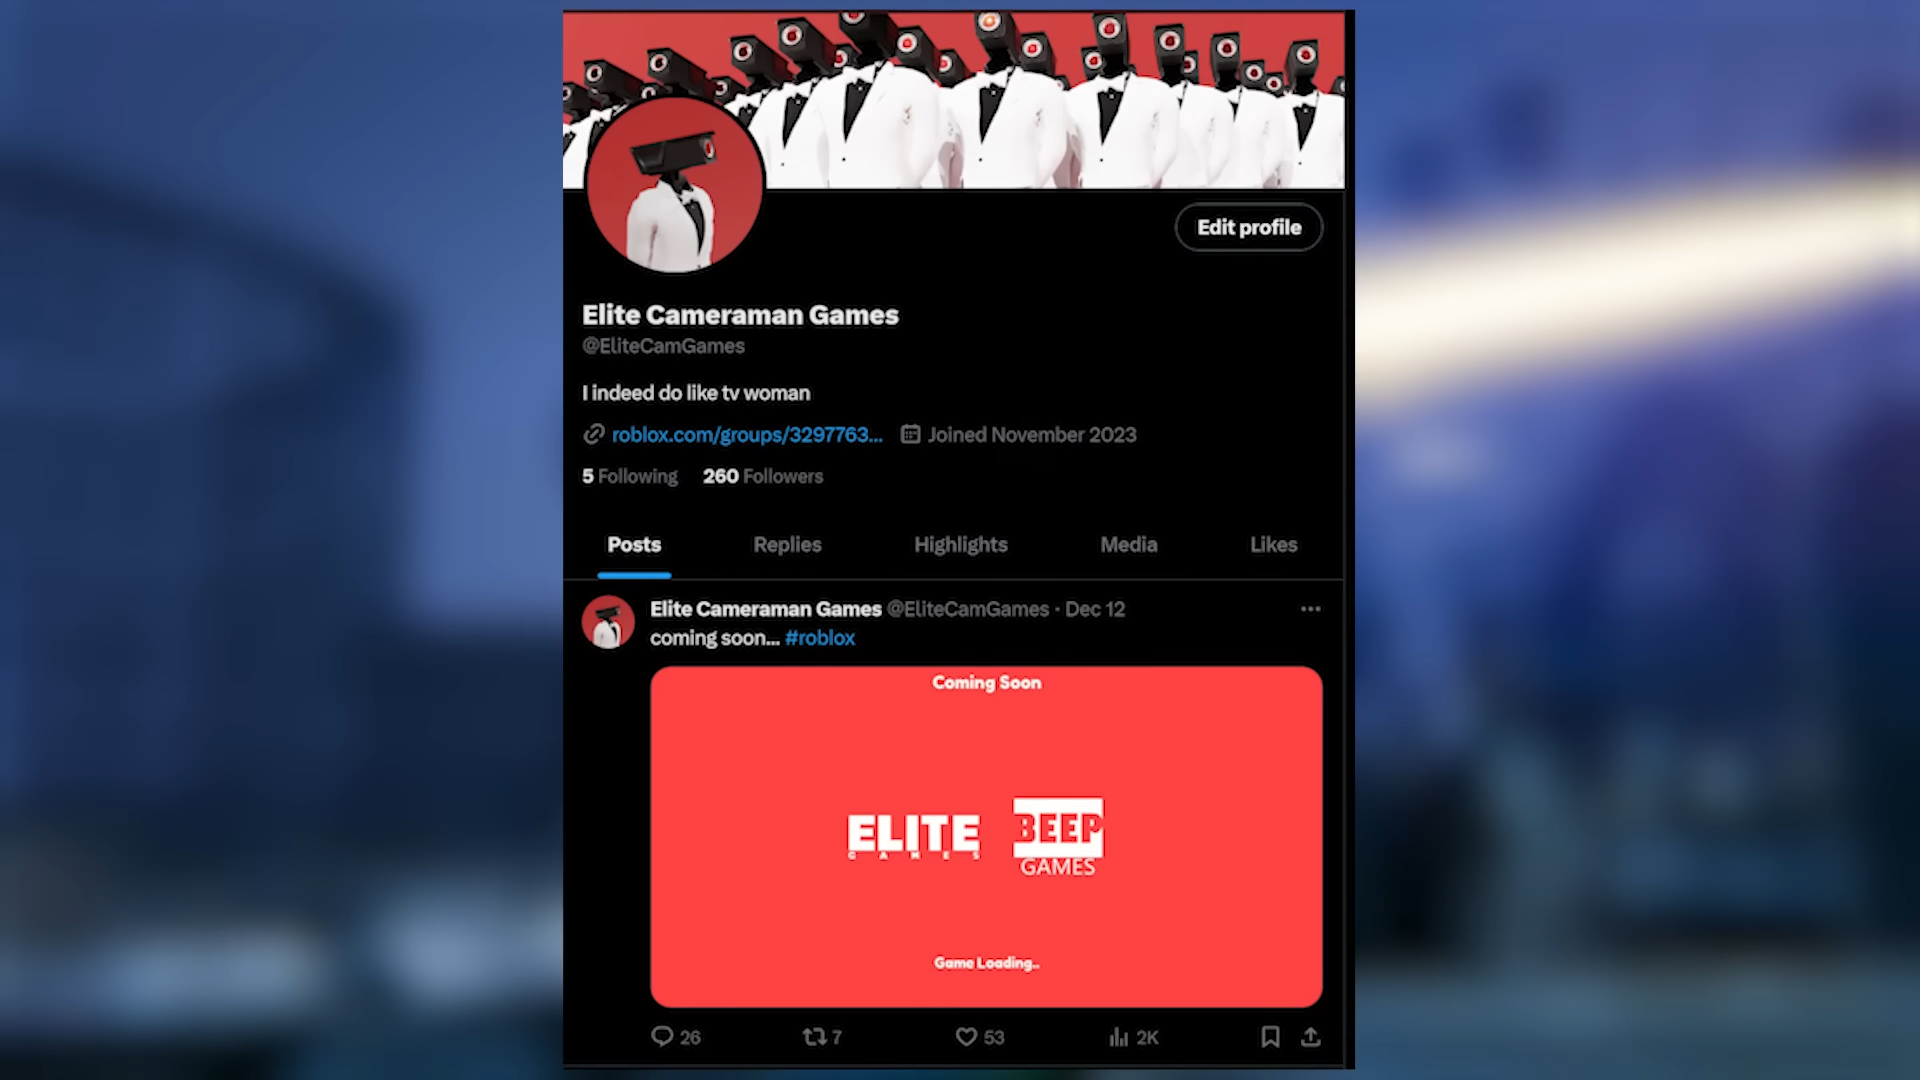 Edit profile
Elite Cameraman Games
@EliteCamGames
I indeed do like tv woman
roblox.com/groups/3297763... Joined November 2023
5 Following 260 Followers
Posts Replies Highlights Media Likes
Elite Cameraman Games @EliteCamGames · Dec 12
coming soon... #roblox
Coming Soon
ELITE
GAMES
BEEP
GAMES
Game Loading..
26 7 53 2K